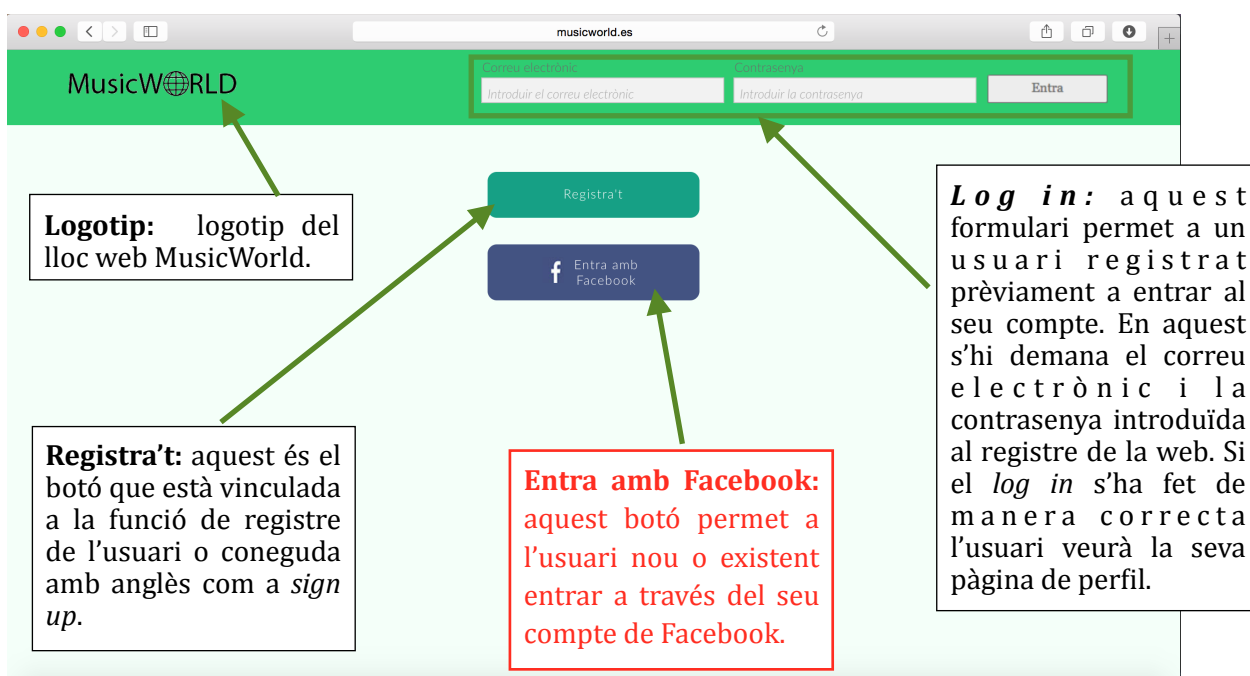 musicworld.es
MusicWORLD
Correu electrònic
Contrasenya
Introduir el correu electrònic
Introduir la contrasenya
Entra
Registra't
f Entra amb
Facebook
Logotip: logotip del
lloc web MusicWorld.
Registra’t: aquest és el
botó que està vinculada
a la funció de registre
de l’usuari o coneguda
amb anglès com a sign
up.
Entra amb Facebook:
aquest botó permet a
l’usuari nou o existent
entrar a través del seu
compte de Facebook.
Log in: aquest
formulari permet a un
usuari registrat
prèviament a entrar al
seu compte. En aquest
s’hi demana el correu
electrònic i la
contrasenya introduïda
al registre de la web. Si
el log in s’ha fet de
manera correcta
l’usuari veurà la seva
pàgina de perfil.